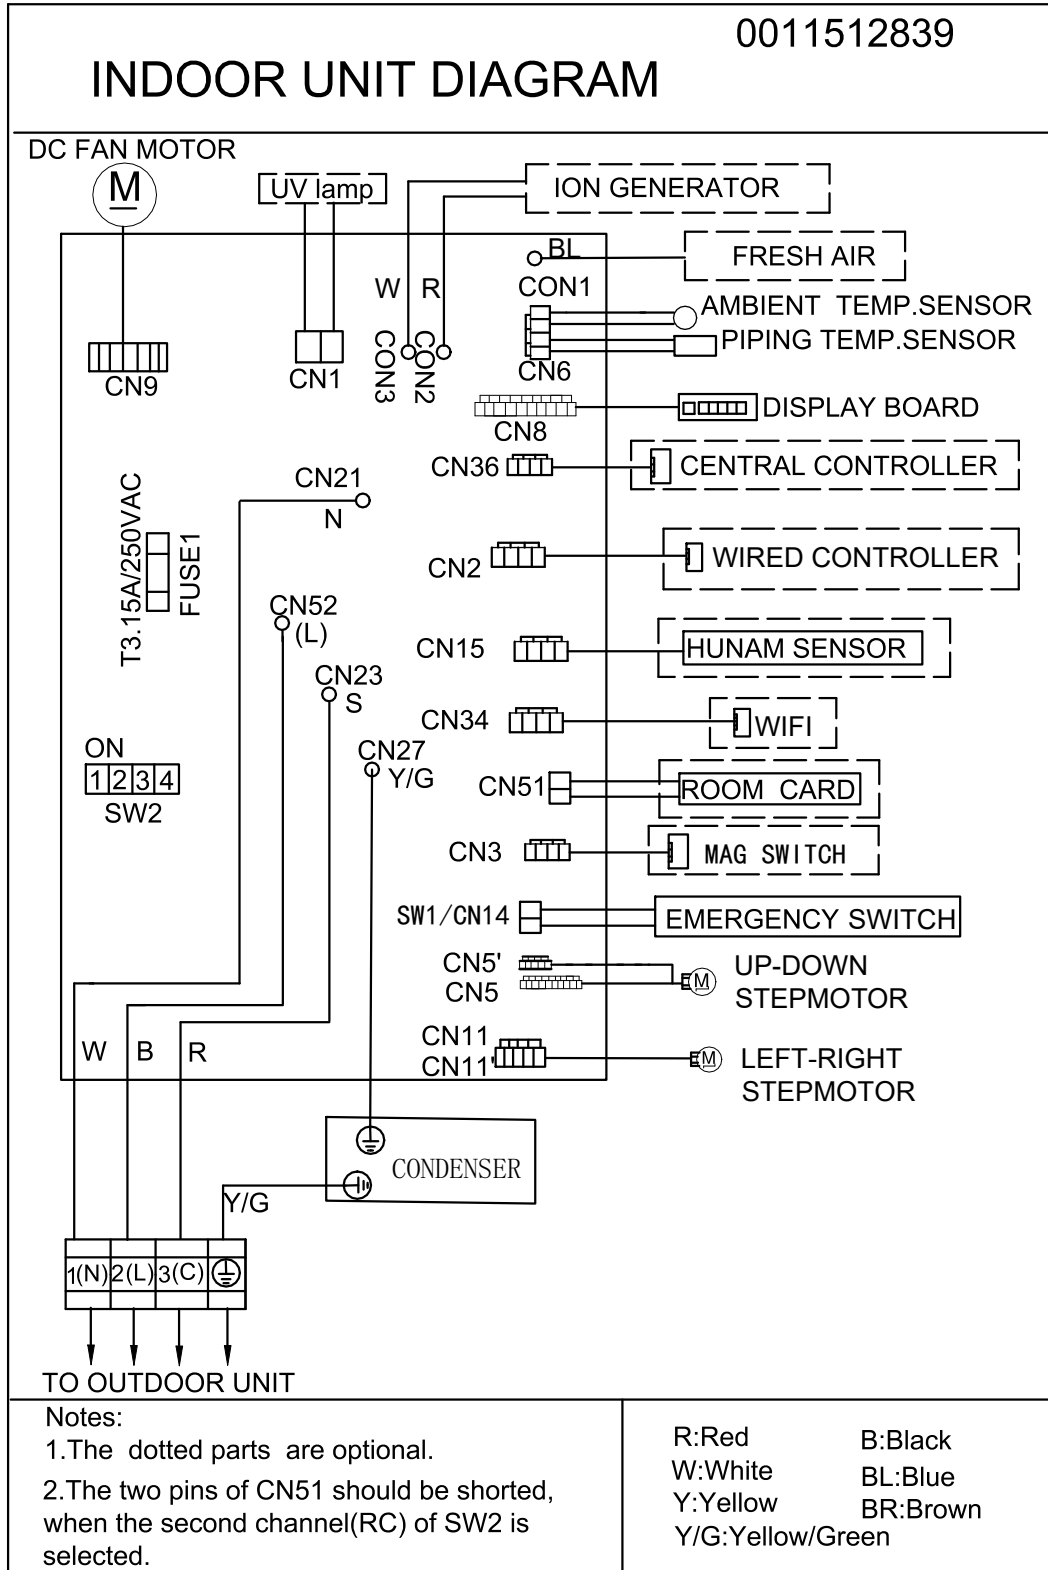 0011512839
INDOOR UNIT DIAGRAM
DC FAN MOTOR
M
UV lamp
ION GENERATOR
BL
FRESH AIR
W
R
CON1
AMBIENT TEMP.SENSOR
PIPING TEMP.SENSOR
CN9
CN1
CON3
CON2
CN6
DISPLAY BOARD
CN8
CN36
CENTRAL CONTROLLER
CN21
N
T3.15A/250VAC
FUSE1
CN2
WIRED CONTROLLER
CN52
(L)
CN15
HUNAM SENSOR
CN23
S
CN34
WIFI
ON
1234
SW2
CN27
Y/G
CN51
ROOM CARD
CN3
MAG SWITCH
SW1/CN14
EMERGENCY SWITCH
CN5'
CN5
M
UP-DOWN
STEPMOTOR
CN11
CN11'
M
LEFT-RIGHT
STEPMOTOR
W
B
R
CONDENSER
Y/G
1(N)
2(L)
3(C)
TO OUTDOOR UNIT
Notes:
1.The dotted parts are optional.
2.The two pins of CN51 should be shorted,
when the second channel(RC) of SW2 is
selected.
R:Red
B:Black
W:White
BL:Blue
Y:Yellow
BR:Brown
Y/G:Yellow/Green